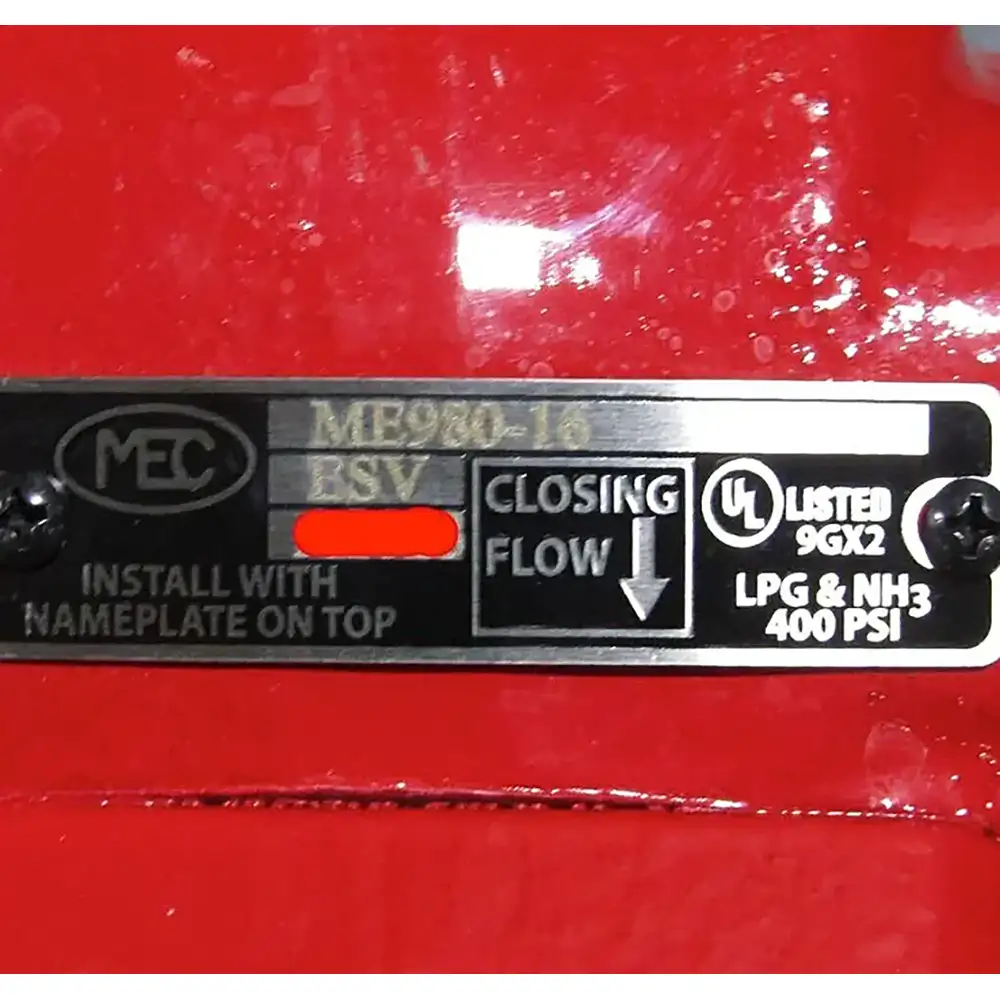 MEC
ME980-16
ESV
INSTALL WITH
NAMEPLATE ON TOP
CLOSING
FLOW
UL LISTED
9GX2
LPG & NH3
400 PSI